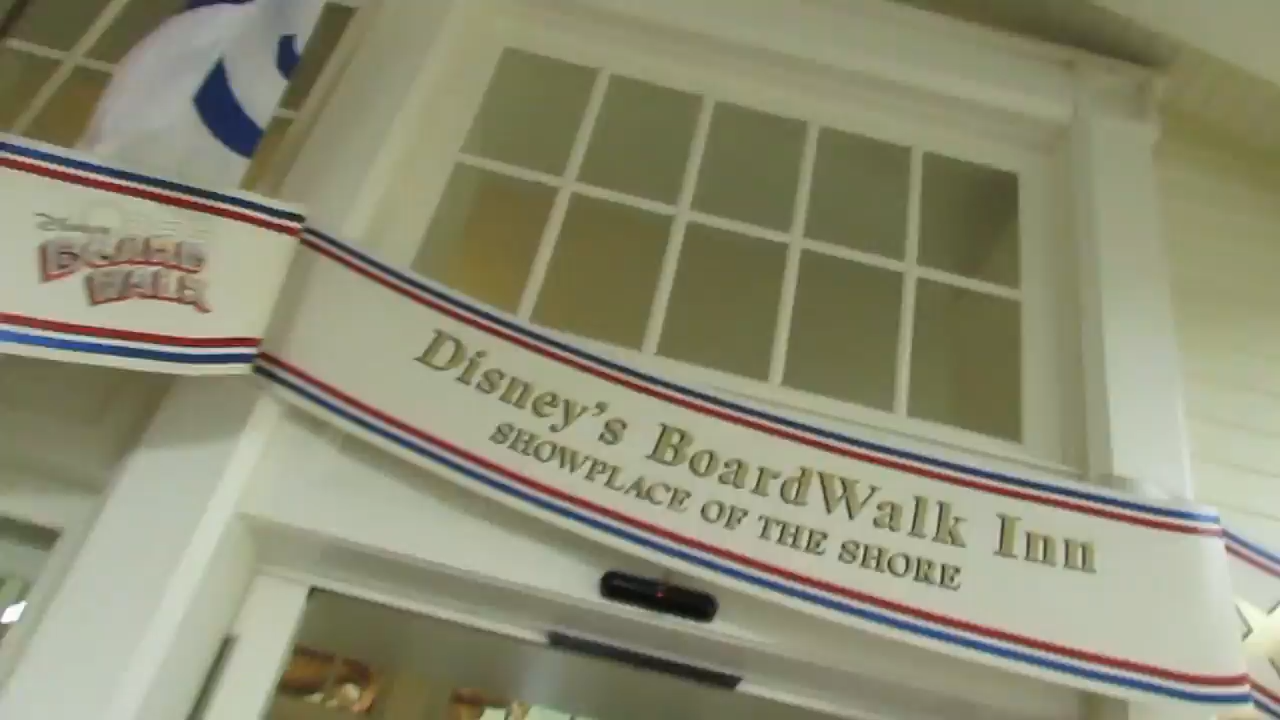 Disney's
BOARD
WALK
Disney's BoardWalk Inn
SHOWPLACE OF THE SHORE